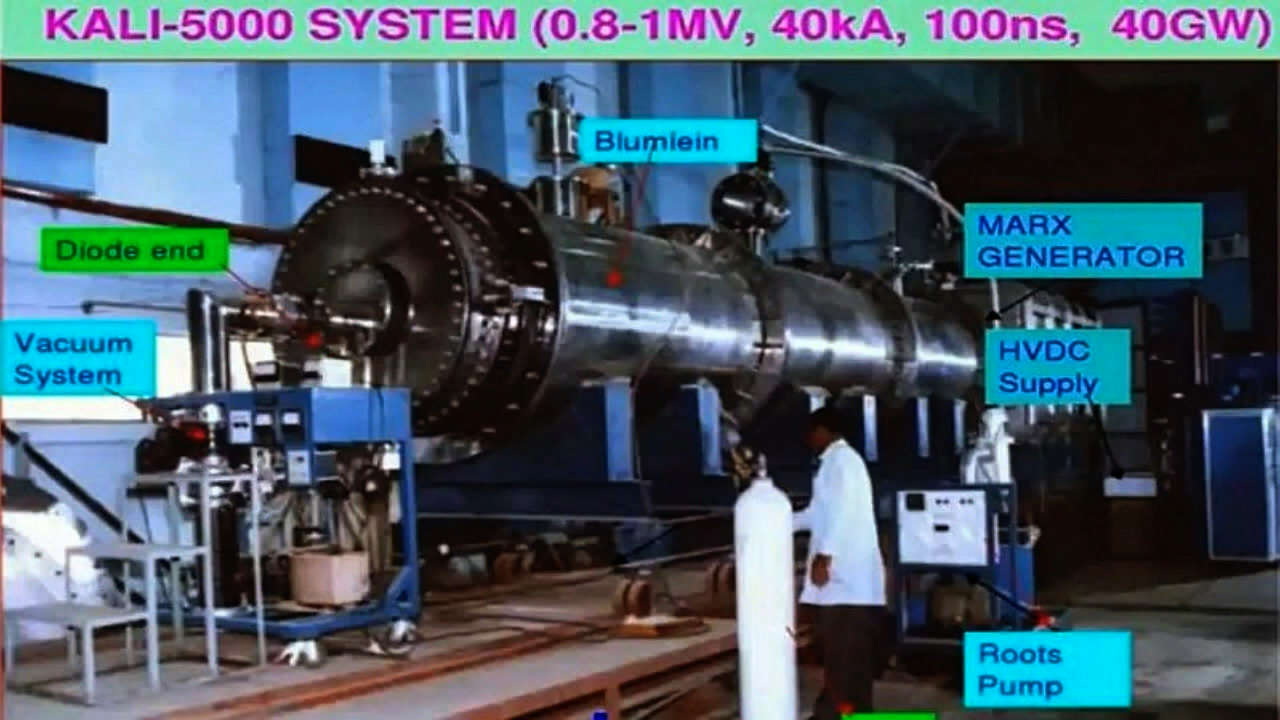 KALI-5000 SYSTEM (0.8-1MV, 40kA, 100ns, 40GW)
Blumlein
MARX
GENERATOR
Diode end
Vacuum
System
HVDC
Supply
Roots
Pump